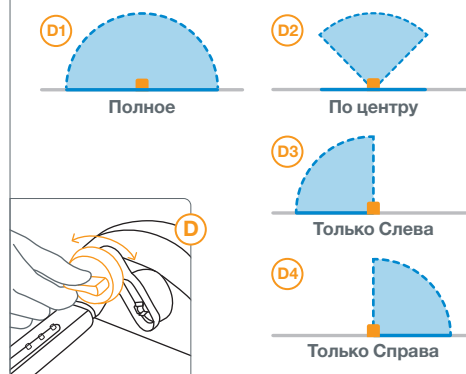 D1
Полное
D2
По центру
D3
Только Слева
D
D4
Только Справа